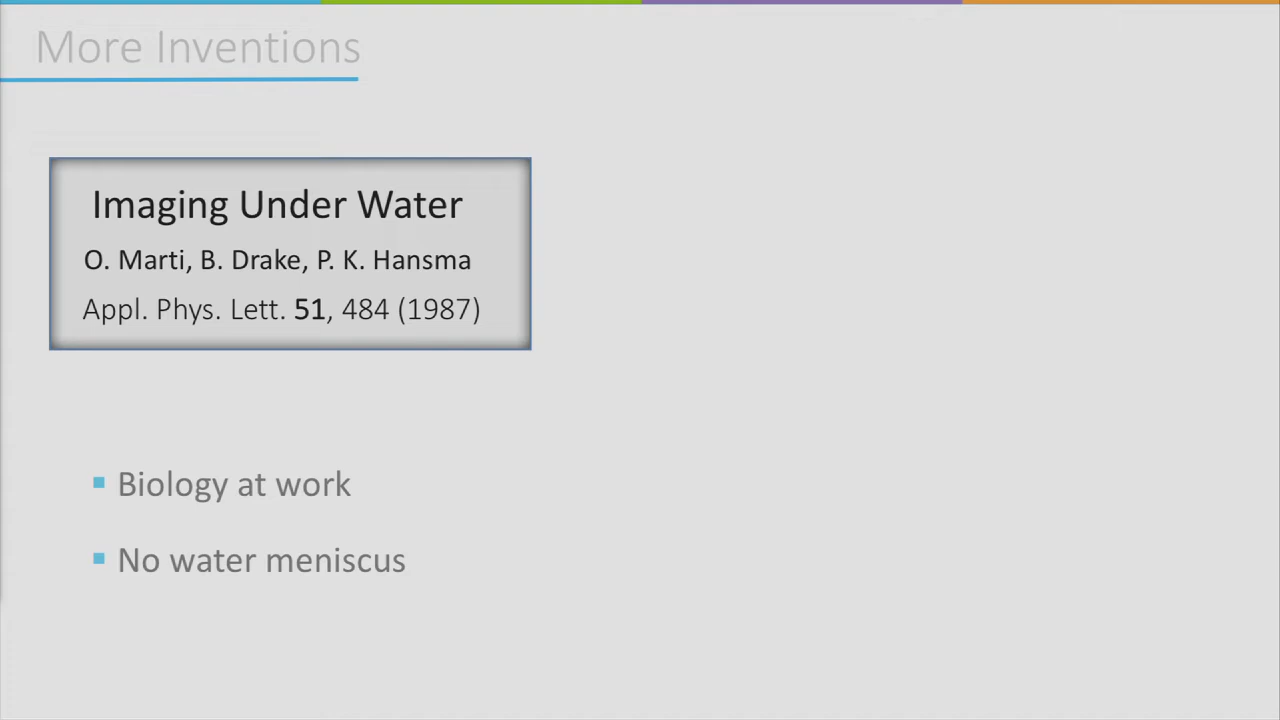 More Inventions
Imaging Under Water
O. Marti, B. Drake, P. K. Hansma
Appl. Phys. Lett. 51, 484 (1987)
▪ Biology at work
▪ No water meniscus